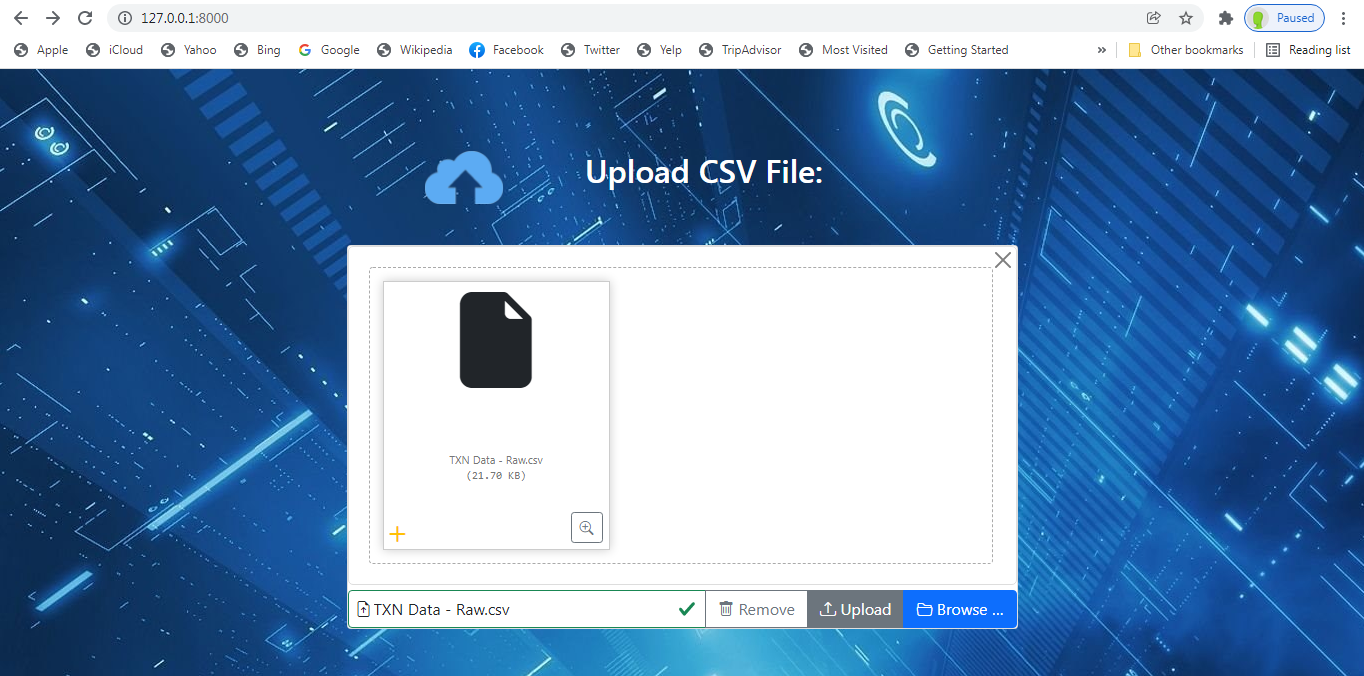 127.0.0.1:8000
Paused
Apple iCloud Yahoo Bing Google Wikipedia Facebook Twitter Yelp TripAdvisor Most Visited Getting Started » Other bookmarks Reading list
Upload CSV File:
TXN Data - Raw.csv
(21.70 KB)
TXN Data - Raw.csv Remove Upload Browse ...